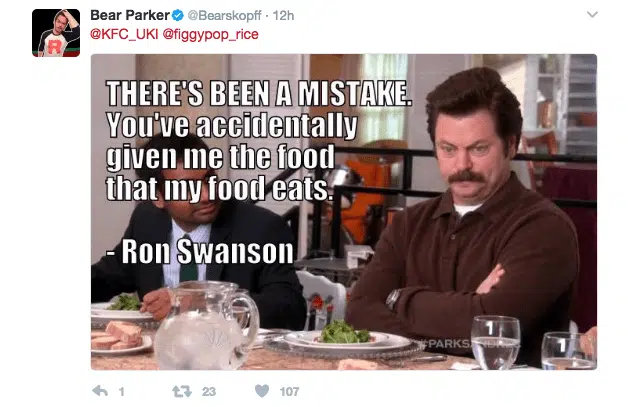 Bear Parker @Bearskopff · 12h
@KFC_UKI @figgypop_rice
THERE'S BEEN A MISTAKE.
You've accidentally
given me the food
that my food eats.
- Ron Swanson
R
1 23 107